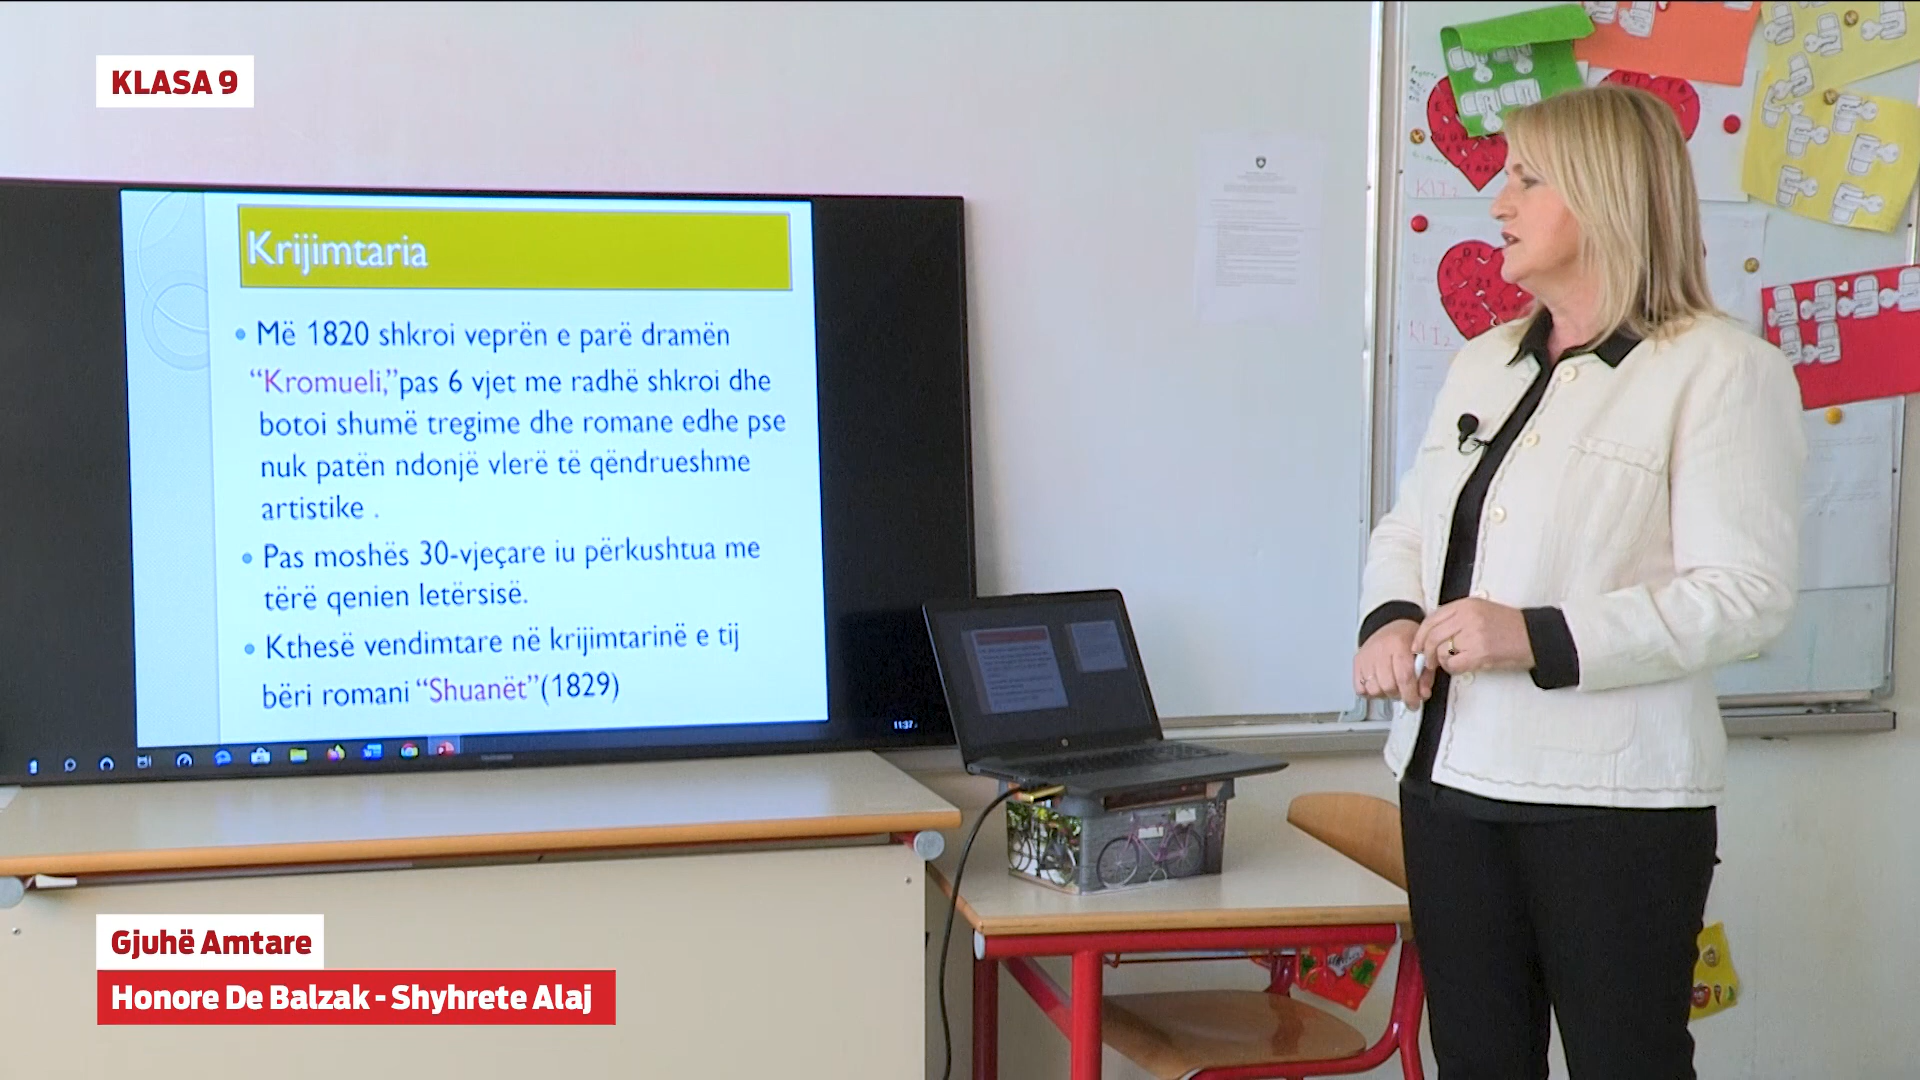 KLASA 9
Krijimtaria
Më 1820 shkroi veprën e parë dramën
“Kromueli,”pas 6 vjet me radhë shkroi dhe
botoi shumë tregime dhe romane edhe pse
nuk patën ndonjë vlerë të qëndrueshme
artistike .
Pas moshës 30-vjeçare iu përkushtua me
tërë qenien letërsisë.
Kthesë vendimtare në krijimtarinë e tij
bëri romani “Shuanët”(1829)
11:37
Gjuhë Amtare
Honore De Balzak - Shyhrete Alaj